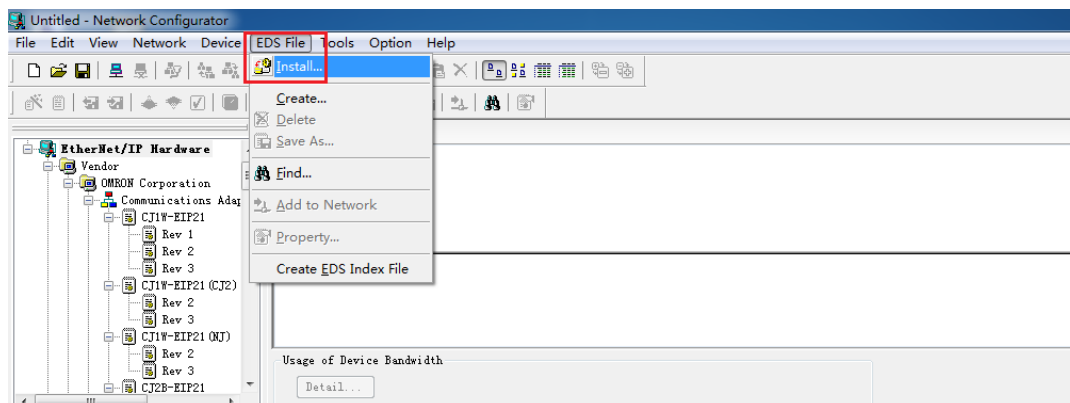 Untitled - Network Configurator
File Edit View Network Device EDS File Tools Option Help
Install...
Create...
Delete
Save As...
Find...
Add to Network
Property...
Create EDS Index File
EtherNet/IP Hardware
Vendor
OMRON Corporation
Communications Adap
CJ1W-EIP21
Rev 1
Rev 2
Rev 3
CJ1W-EIP21(CJ2)
Rev 2
Rev 3
CJ1W-EIP21(NJ)
Rev 2
Rev 3
CJ2B-EIP21
Usage of Device Bandwidth
Detail...